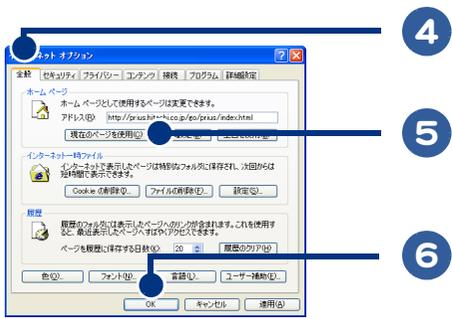 4
ネット オプション
全般 セキュリティ プライバシー コンテンツ 接続 プログラム 詳細設定
ホーム ページ
ホーム ページとして使用するページは変更できます。
アドレス(R): http://prius.hitachi.co.jp/go/prius/index.html
現在のページを使用(C)
5
インターネット一時ファイル
インターネットで表示したページは特別なフォルダに保存され、次回からは
短時間で表示できます。
Cookie の削除(I)... ファイルの削除(F)... 設定(S)...
履歴
履歴のフォルダには表示したページへのリンクが含まれます。これを使用す
ると、最近表示したページへすばやくアクセスできます。
ページを履歴に保存する日数(K): 20 履歴のクリア(H)
6
色(O)... フォント(N)... 言語(L)... ユーザー補助(E)...
OK キャンセル 適用(A)